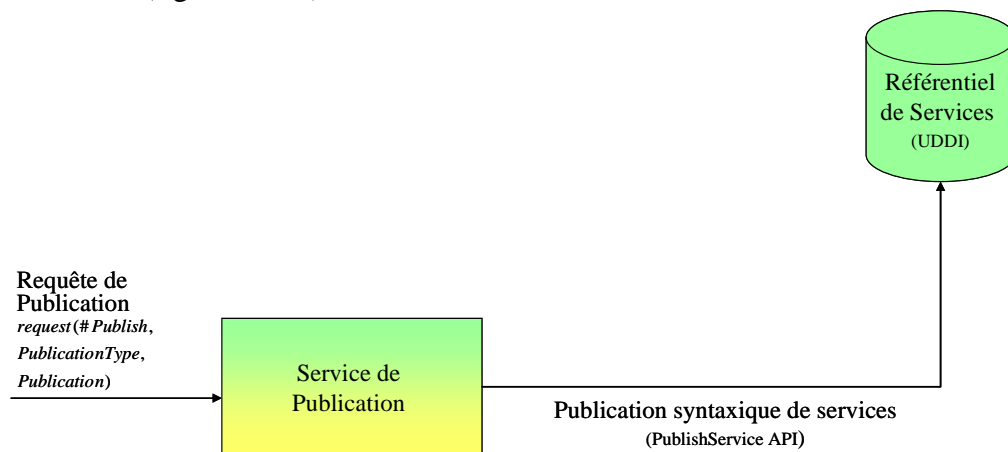 Référentiel
de Services
(UDDI)
Requête de
Publication
request(# Publish,
PublicationType,
Publication)
Service de
Publication
Publication syntaxique de services
(PublishService API)